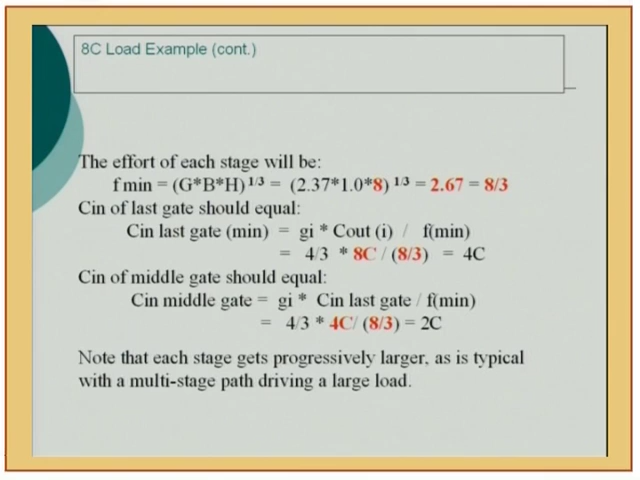 8C Load Example (cont.)
The effort of each stage will be:
f min = (G*B*H) 1/3 = (2.37*1.0*8) 1/3 = 2.67 = 8/3
Cin of last gate should equal:
Cin last gate (min) = gi * Cout (i) / f(min)
= 4/3 * 8C / (8/3) = 4C
Cin of middle gate should equal:
Cin middle gate = gi * Cin last gate / f(min)
= 4/3 * 4C/ (8/3) = 2C
Note that each stage gets progressively larger, as is typical
with a multi-stage path driving a large load.